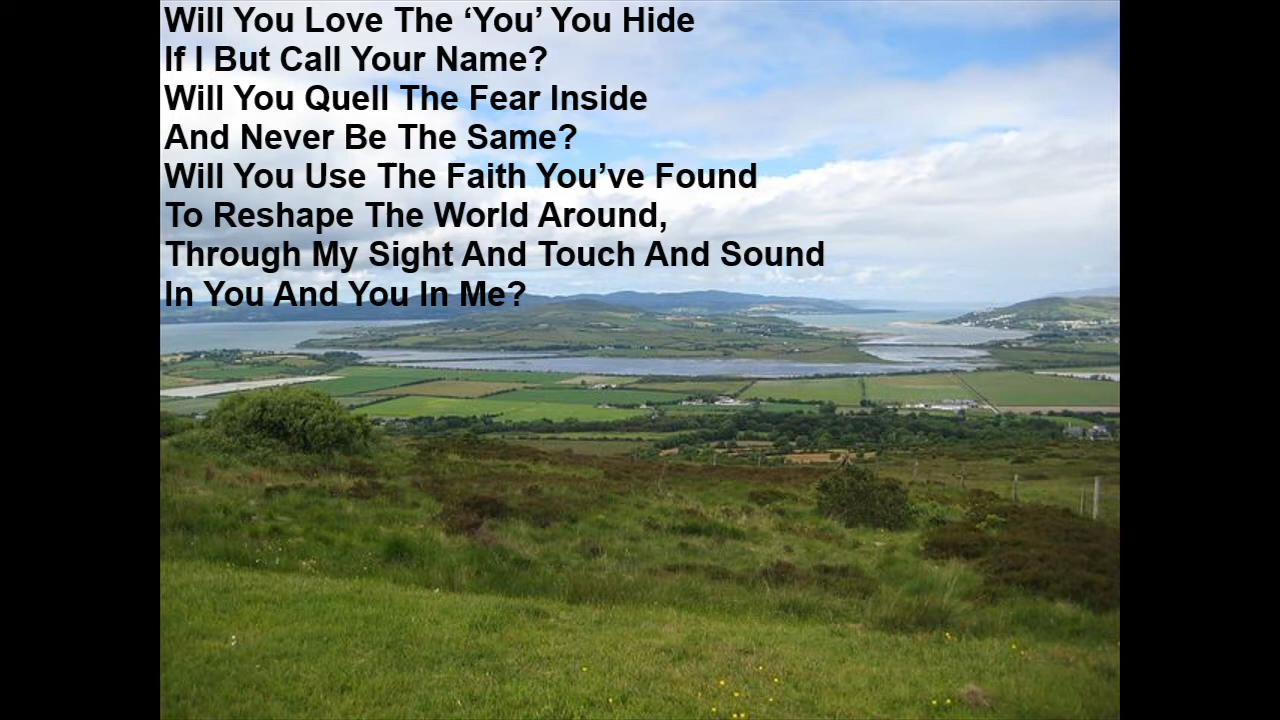 Will You Love The ‘You’ You Hide
If I But Call Your Name?
Will You Quell The Fear Inside
And Never Be The Same?
Will You Use The Faith You’ve Found
To Reshape The World Around,
Through My Sight And Touch And Sound
In You And You In Me?